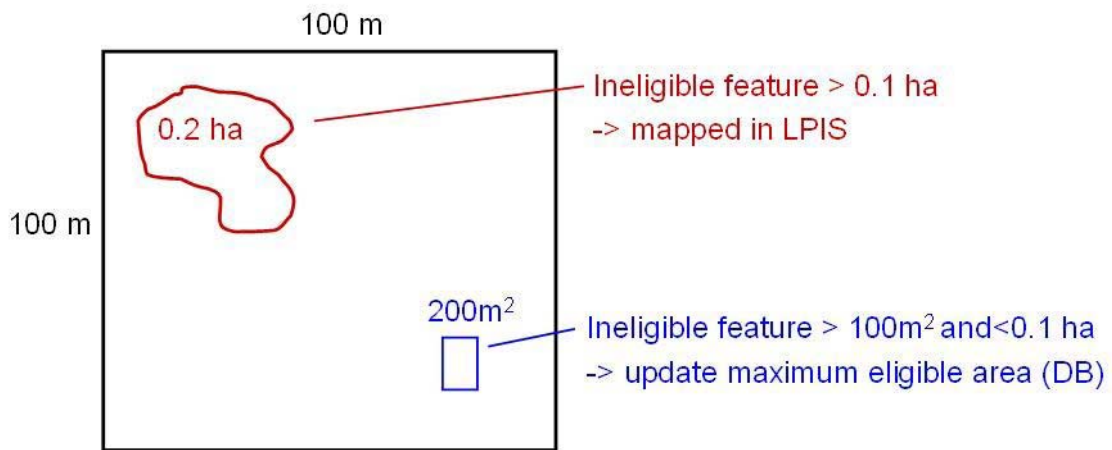 100 m
Ineligible feature > 0.1 ha
-> mapped in LPIS
0.2 ha
100 m
200m²
Ineligible feature > 100m² and<0.1 ha
-> update maximum eligible area (DB)